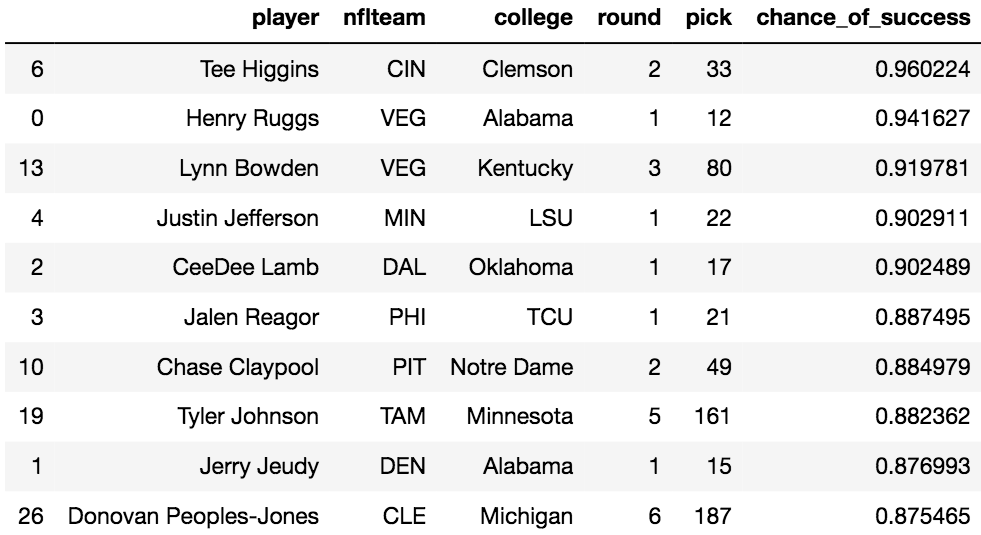 player nflteam college round pick chance_of_success
6 Tee Higgins CIN Clemson 2 33 0.960224
0 Henry Ruggs VEG Alabama 1 12 0.941627
13 Lynn Bowden VEG Kentucky 3 80 0.919781
4 Justin Jefferson MIN LSU 1 22 0.902911
2 CeeDee Lamb DAL Oklahoma 1 17 0.902489
3 Jalen Reagor PHI TCU 1 21 0.887495
10 Chase Claypool PIT Notre Dame 2 49 0.884979
19 Tyler Johnson TAM Minnesota 5 161 0.882362
1 Jerry Jeudy DEN Alabama 1 15 0.876993
26 Donovan Peoples-Jones CLE Michigan 6 187 0.875465